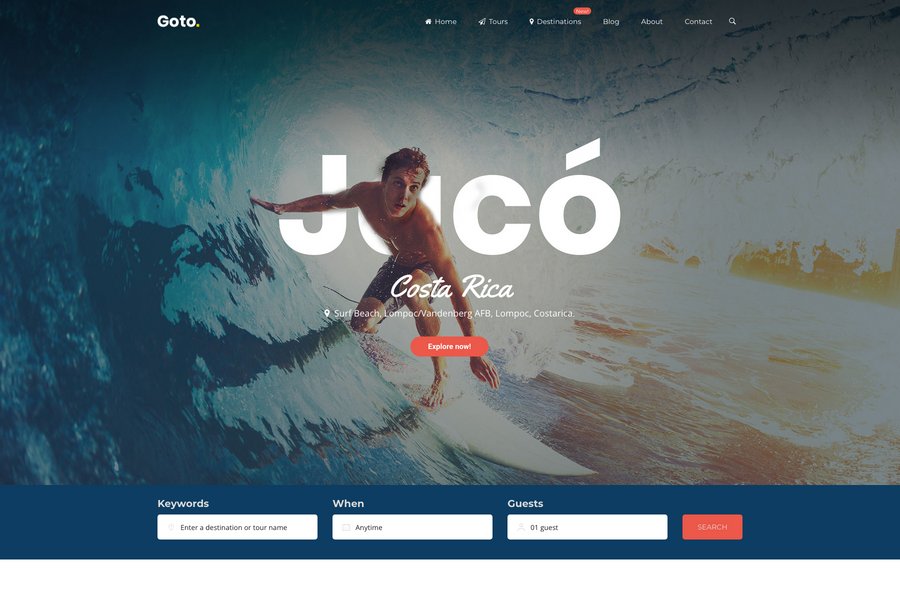 Goto.
Home
Tours
Destinations
New!
Blog
About
Contact
Jacó
Costa Rica
Surf Beach, Lompoc/Vandenberg AFB, Lompoc, Costarica.
Explore now!
Keywords
When
Guests
Enter a destination or tour name
Anytime
01 guest
SEARCH